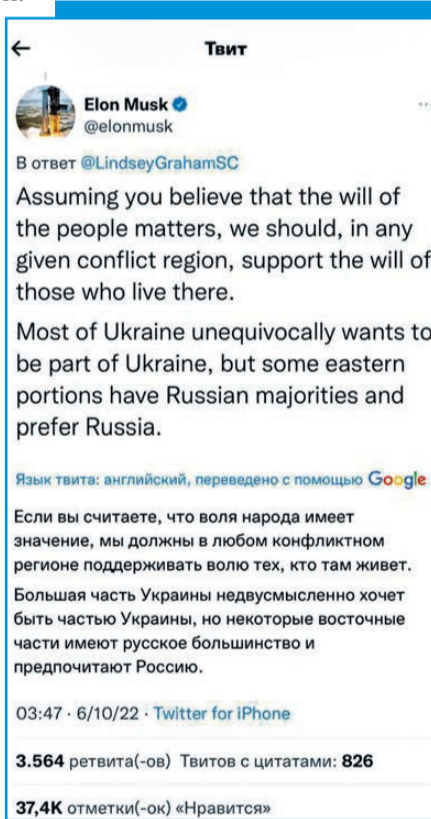 Твит
Elon Musk
@elonmusk
В ответ @LindseyGrahamSC
Assuming you believe that the will of
the people matters, we should, in any
given conflict region, support the will of
those who live there.
Most of Ukraine unequivocally wants to
be part of Ukraine, but some eastern
portions have Russian majorities and
prefer Russia.
Язык твита: английский, переведено с помощью Google
Если вы считаете, что воля народа имеет
значение, мы должны в любом конфликтном
регионе поддерживать волю тех, кто там живет.
Большая часть Украины недвусмысленно хочет
быть частью Украины, но некоторые восточные
части имеют русское большинство и
предпочитают Россию.
03:47 · 6/10/22 · Twitter for iPhone
3.564 ретвита(-ов) Твитов с цитатами: 826
37,4K отметки(-ок) «Нравится»